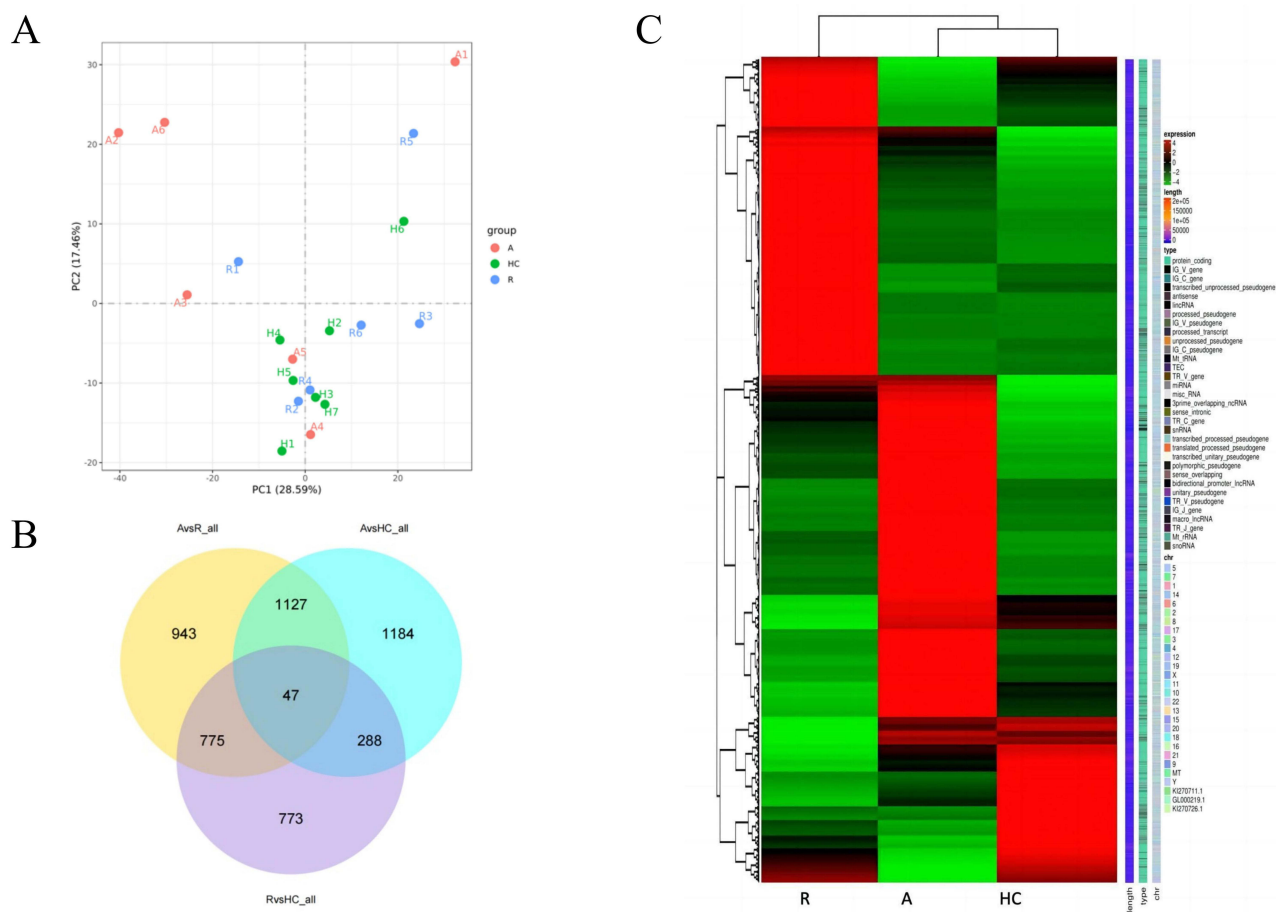 A
PC2 (17.46%)
30
20
10
0
-10
-20
A1
A2
A6
R5
H6
R1
A3
H2
H4
R6
R3
A5
H5
R4
H3
R2
H7
A4
H1
-40
-20
0
20
PC1 (28.59%)
group
A
HC
R
B
AvsR_all
AvsHC_all
943
1127
1184
47
775
288
773
RvsHC_all
C
R
A
HC
length
type
chr
expression
4
2
0
−2
−4
length
2e+05
150000
1e+05
50000
0
type
protein_coding
IG_V_gene
IG_C_gene
transcribed_unprocessed_pseudogene
antisense
lincRNA
processed_pseudogene
IG_V_pseudogene
processed_transcript
unprocessed_pseudogene
IG_C_pseudogene
Mt_tRNA
TEC
TR_V_gene
miRNA
misc_RNA
3prime_overlapping_ncRNA
sense_intronic
TR_C_gene
snRNA
transcribed_processed_pseudogene
translated_processed_pseudogene
transcribed_unitary_pseudogene
polymorphic_pseudogene
sense_overlapping
bidirectional_promoter_lncRNA
unitary_pseudogene
TR_V_pseudogene
IG_J_gene
macro_lncRNA
TR_J_gene
Mt_rRNA
snoRNA
chr
5
7
1
14
6
2
8
17
3
4
12
19
X
11
10
22
13
15
20
18
16
21
9
MT
Y
KI270711.1
GL000219.1
KI270726.1